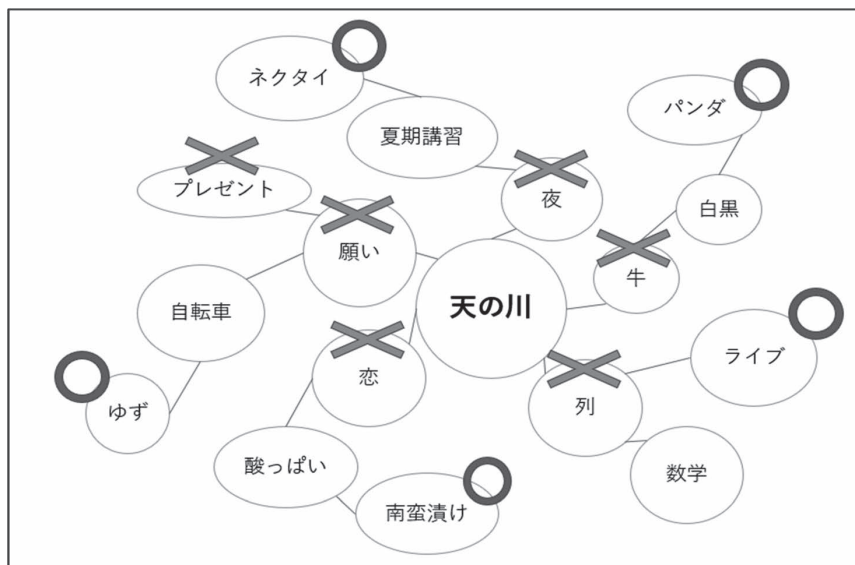 ネクタイ
夏期講習
パンダ
プレゼント
夜
白黒
願い
牛
自転車
天の川
ライブ
恋
列
ゆず
酸っぱい
数学
南蛮漬け